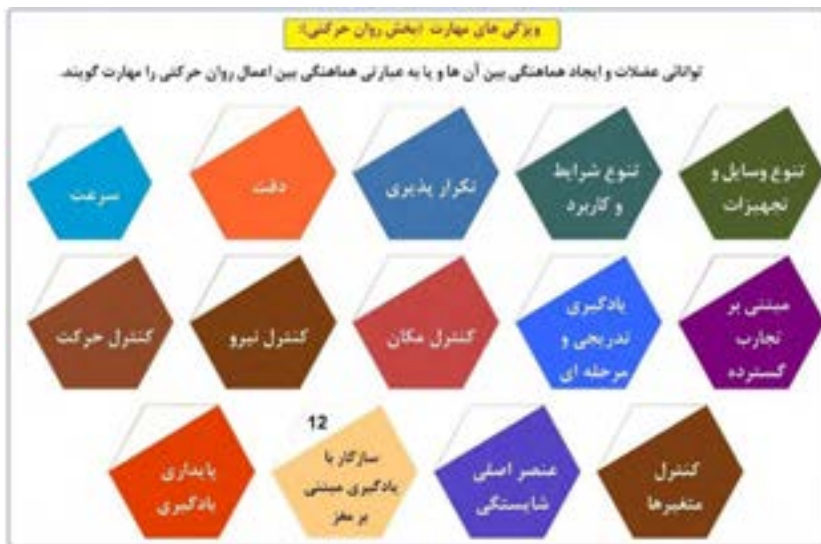 ویژگی های مهارت (بخش روان حرکتی):
توانائی عضلات و ایجاد هماهنگی بین آن ها و یا به عبارتی هماهنگی بین اعمال روان حرکتی را مهارت گویند.
تنوع وسایل و
تجهیزات
تنوع شرایط
و کاربرد
تکرار پذیری
دقت
سرعت
مبتنی بر
تجارب
گسترده
یادگیری
تدریجی و
مرحله ای
کنترل مکان
کنترل نیرو
کنترل حرکت
کنترل
متغیرها
عنصر اصلی
شایستگی
12
سازگار با
یادگیری مبتنی
بر مغز
پایداری
یادگیری